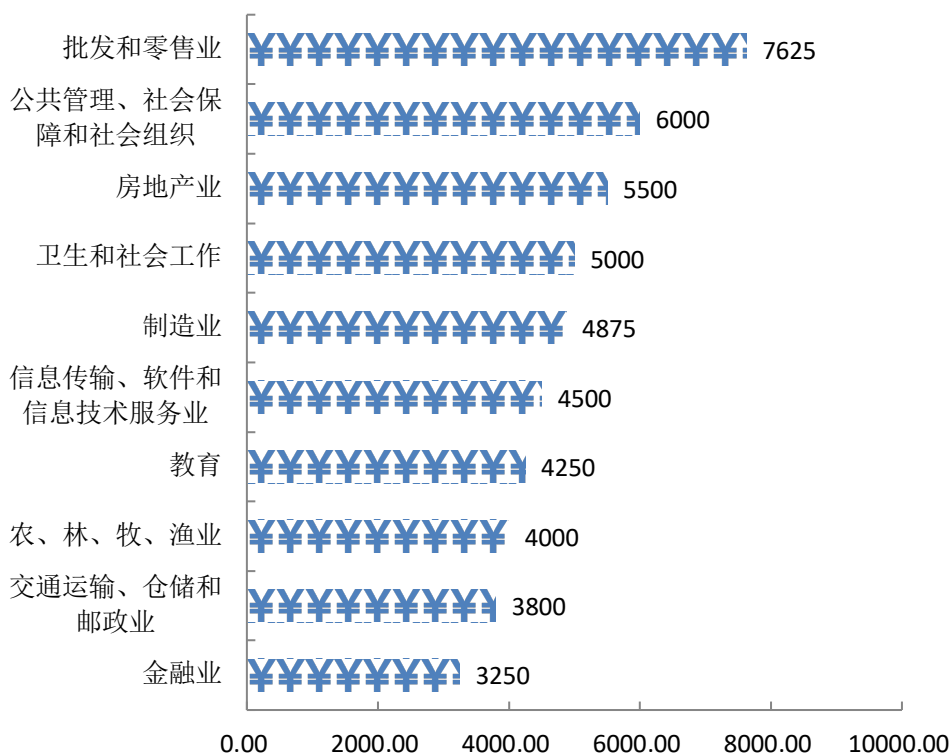 批发和零售业 7625
公共管理、社会保
障和社会组织 6000
房地产业 5500
卫生和社会工作 5000
制造业 4875
信息传输、软件和
信息技术服务业 4500
教育 4250
农、林、牧、渔业 4000
交通运输、仓储和
邮政业 3800
金融业 3250
0.00 2000.00 4000.00 6000.00 8000.00 10000.00